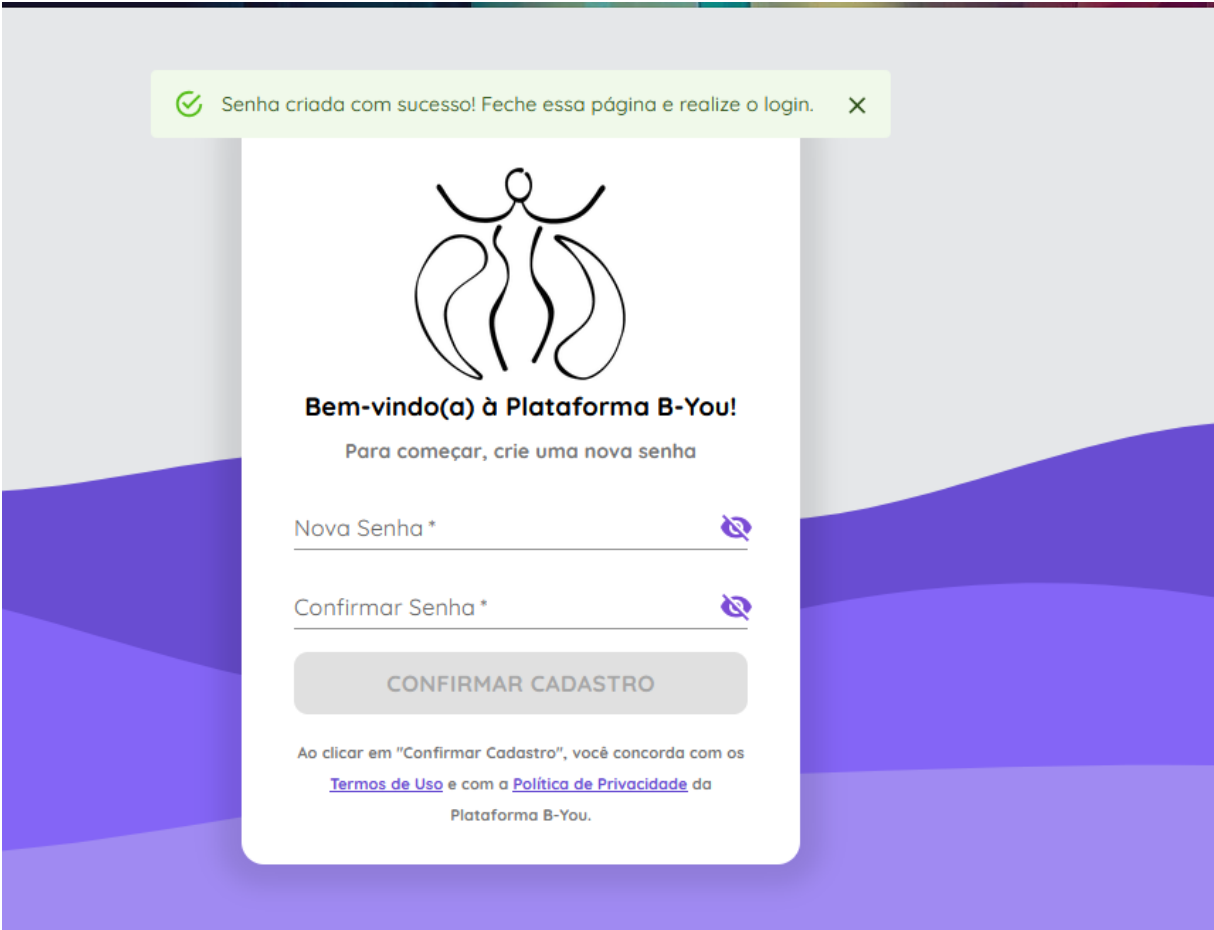 Senha criada com sucesso! Feche essa página e realize o login.
Bem-vindo(a) à Plataforma B-You!
Para começar, crie uma nova senha
Nova Senha *
Confirmar Senha *
CONFIRMAR CADASTRO
Ao clicar em "Confirmar Cadastro", você concorda com os
Termos de Uso e com a Política de Privacidade da
Plataforma B-You.